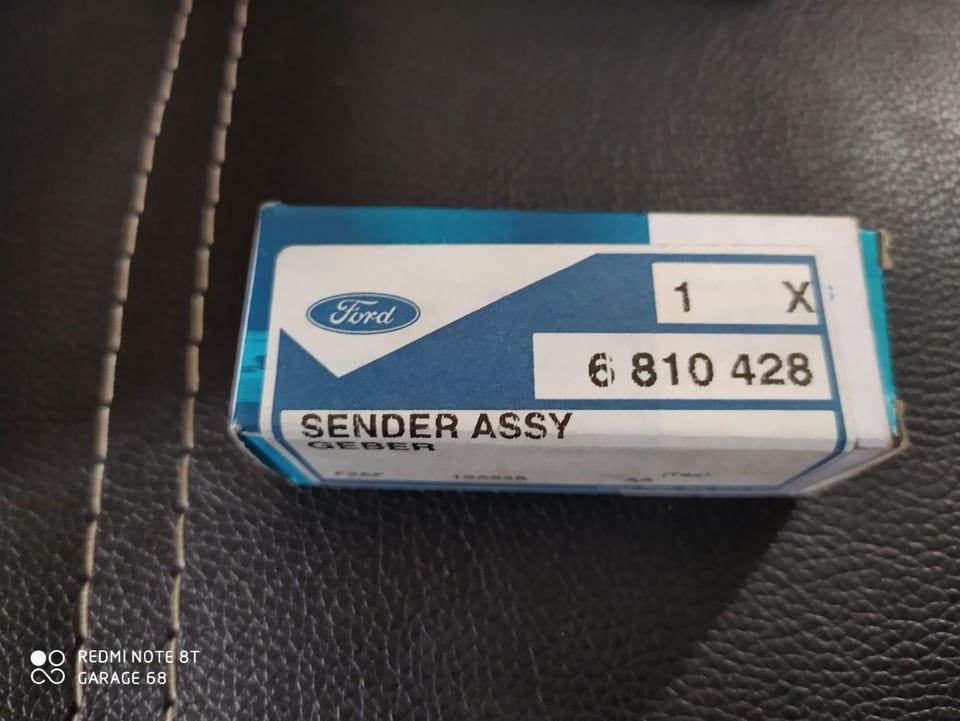 Ford
1 X
6 810 428
SENDER ASSY
GEBER
REDMI NOTE 8T
GARAGE 68